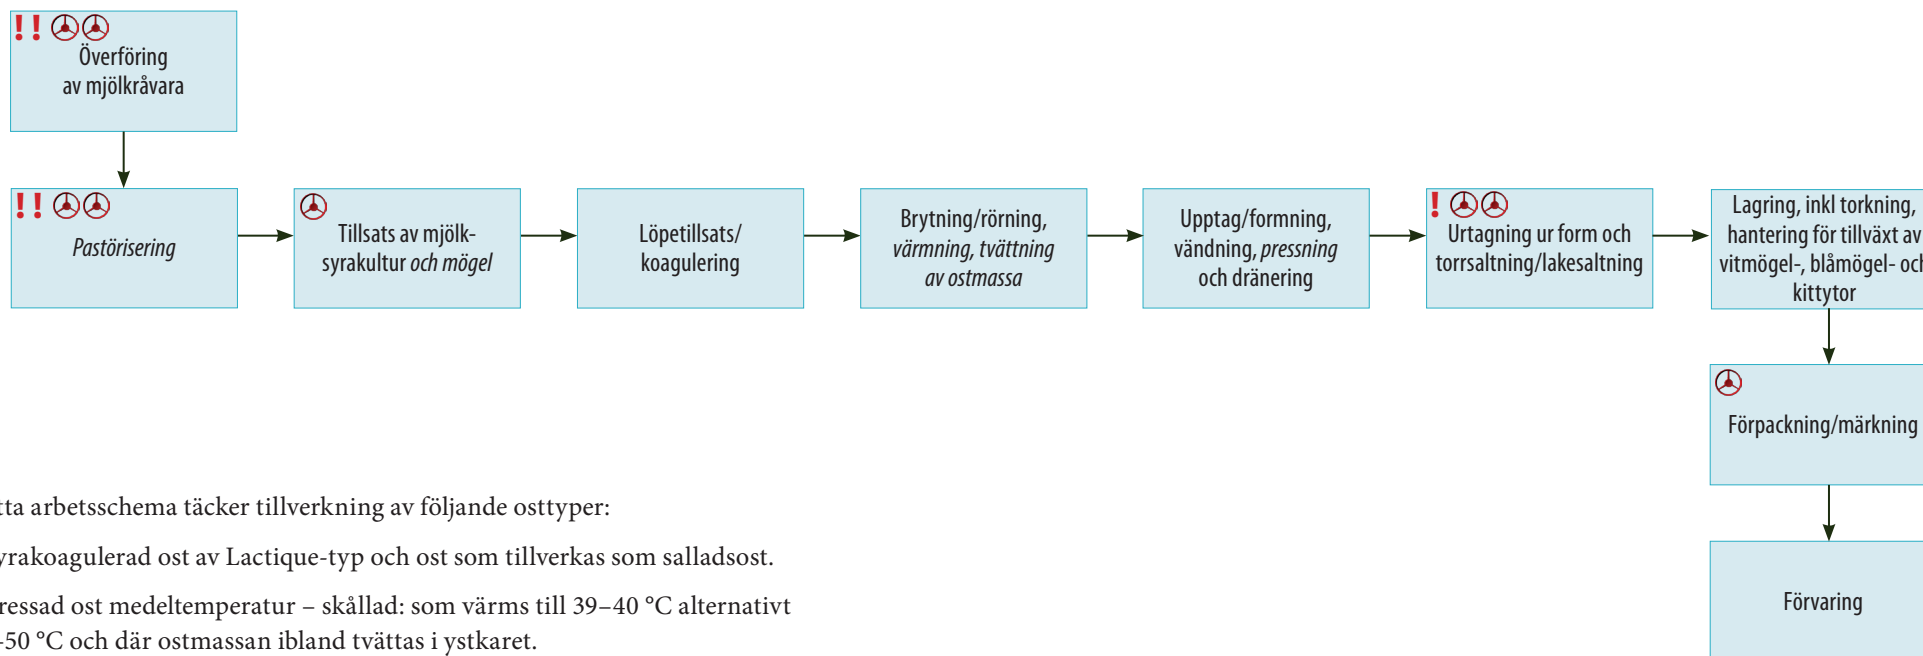 !! Överföring
av mjölkråvara
!! Pastörisering
Tillsats av mjölk-
syrakultur och mögel
Löpetillsats/
koagulering
Brytning/rörning,
värmning, tvättning
av ostmassa
Upptag/formning,
vändning, pressning
och dränering
! Urtagning ur form och
torrsaltning/lakesaltning
Lagring, inkl torkning,
hantering för tillväxt av
vitmögel-, blåmögel- och
kittytor
Förpackning/märkning
Förvaring
tta arbetsschema täcker tillverkning av följande osttyper:
yrakoagulerad ost av Lactique-typ och ost som tillverkas som salladsost.
ressad ost medeltemperatur – skållad: som värms till 39–40 °C alternativt
–50 °C och där ostmassan ibland tvättas i ystkaret.